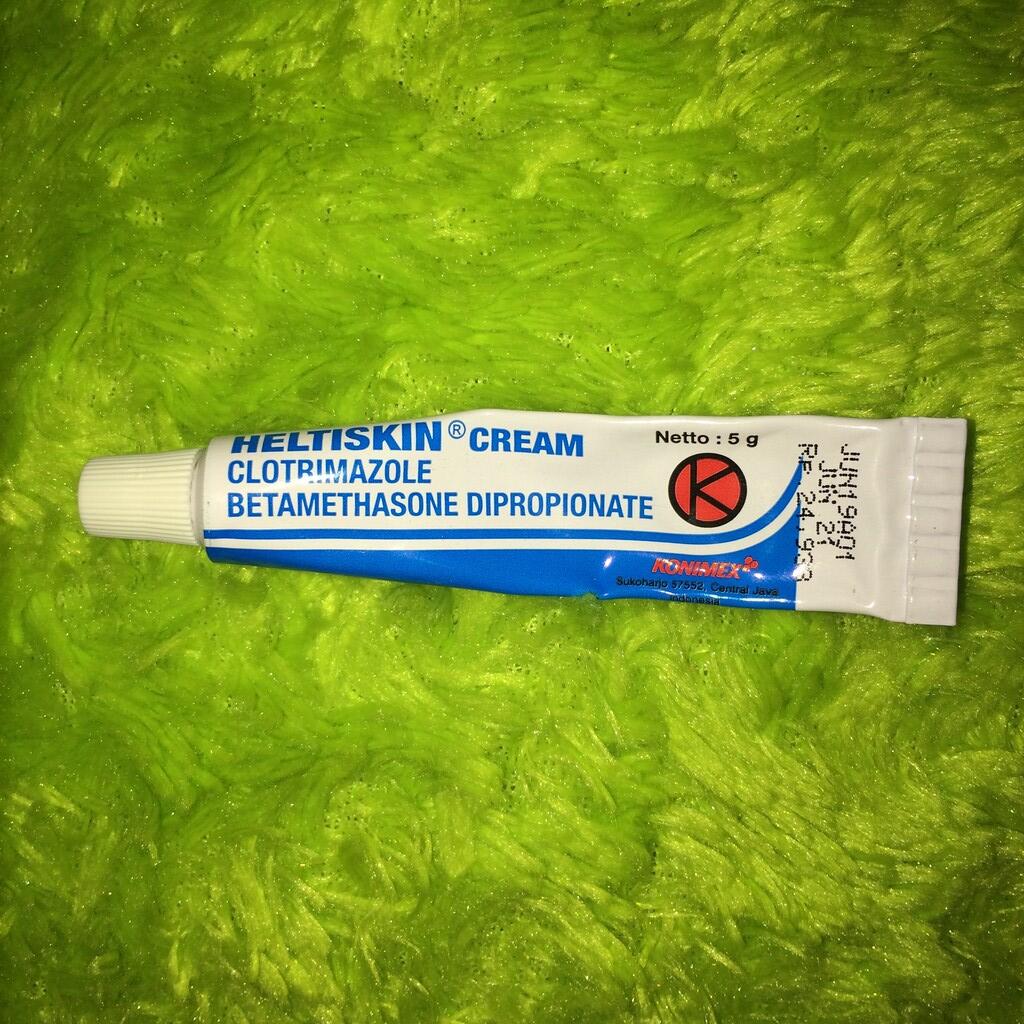 HELTISKIN® CREAM
CLOTRIMAZOLE
BETAMETHASONE DIPROPIONATE
Netto : 5 g
K
KONIMEX
Sukoharjo 57552, Central Java
Indonesia
JUN19A01
JUN 21